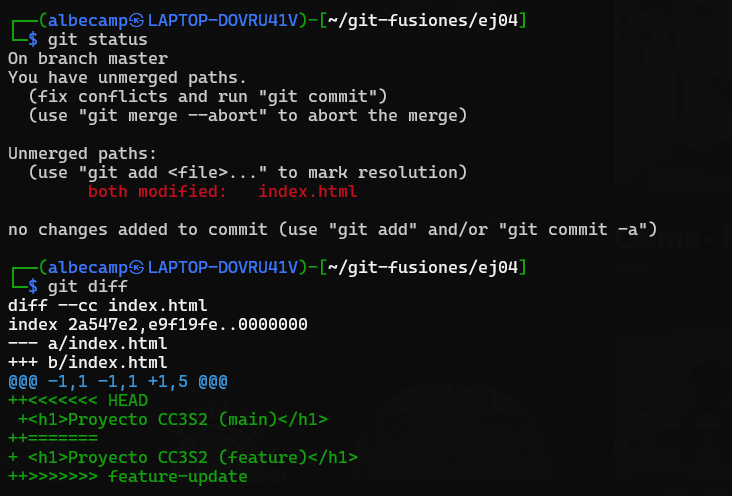 ┌──(albecamp㉿LAPTOP-DOVRU41V)-[~/git-fusiones/ej04]
└─$ git status
On branch master
You have unmerged paths.
  (fix conflicts and run "git commit")
  (use "git merge --abort" to abort the merge)

Unmerged paths:
  (use "git add <file>..." to mark resolution)
        both modified:   index.html

no changes added to commit (use "git add" and/or "git commit -a")

┌──(albecamp㉿LAPTOP-DOVRU41V)-[~/git-fusiones/ej04]
└─$ git diff
diff --cc index.html
index 2a547e2,e9f19fe..0000000
--- a/index.html
+++ b/index.html
@@@ -1,1 -1,1 +1,5 @@@
++<<<<<<< HEAD
 +<h1>Proyecto CC3S2 (main)</h1>
++=======
+ <h1>Proyecto CC3S2 (feature)</h1>
++>>>>>>> feature-update